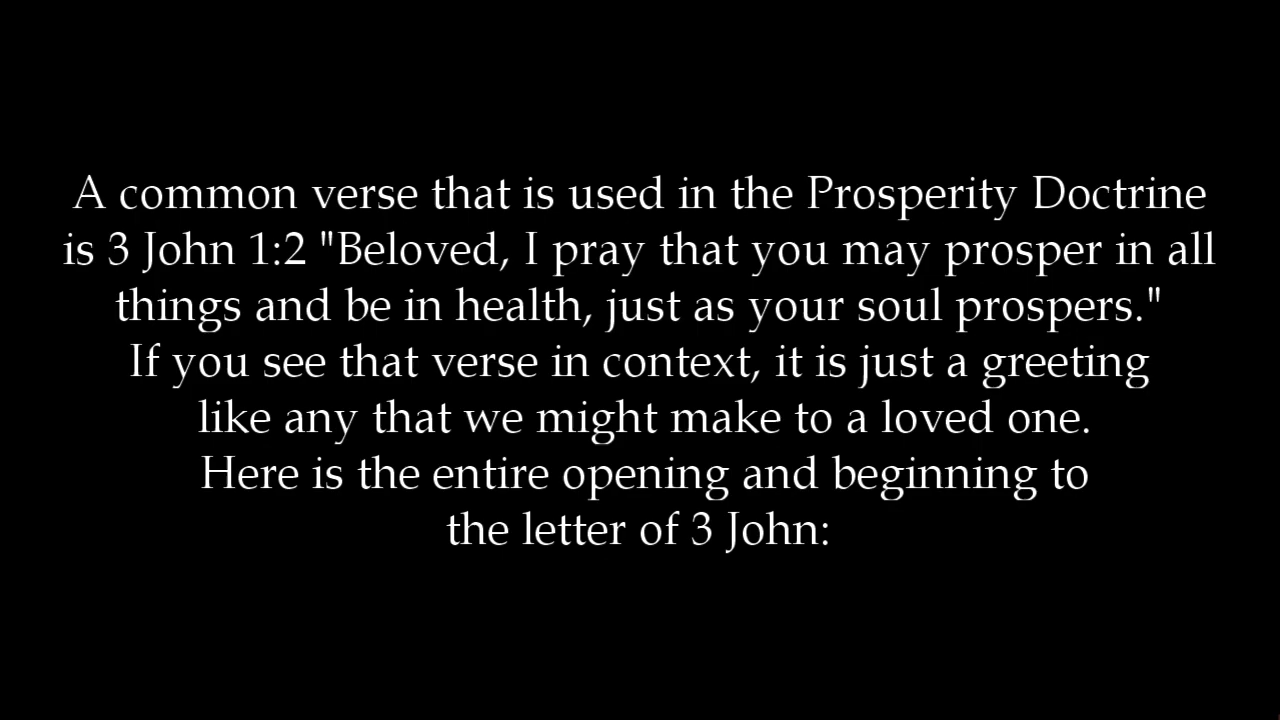 A common verse that is used in the Prosperity Doctrine
is 3 John 1:2 "Beloved, I pray that you may prosper in all
things and be in health, just as your soul prospers."
If you see that verse in context, it is just a greeting
like any that we might make to a loved one.
Here is the entire opening and beginning to
the letter of 3 John: